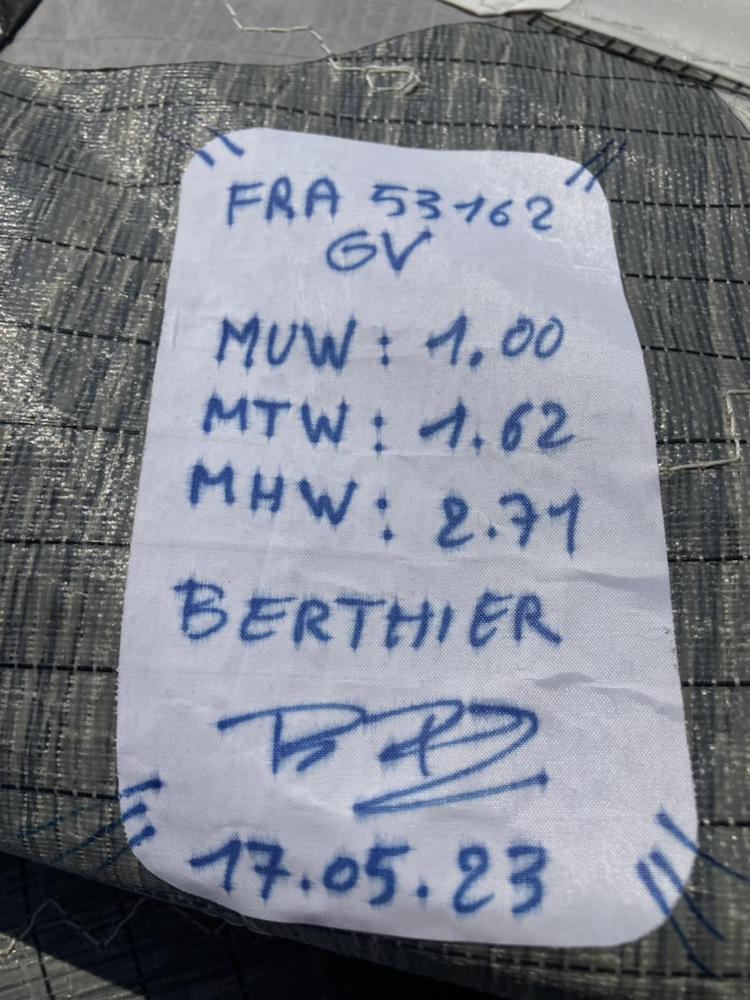 FRA 53162
GV
MUW: 1.00
MTW: 1.62
MHW: 2.71
BERTHIER
17.05.23